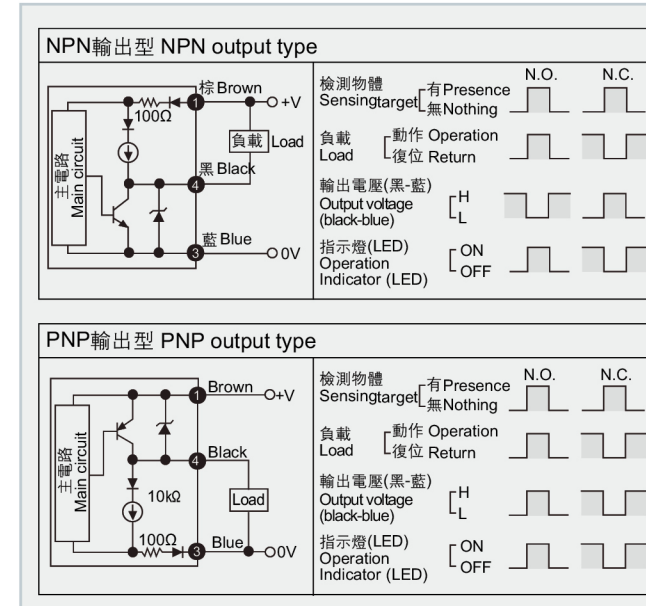 NPN輸出型 NPN output type
棕 Brown
1
+V
100Ω
負載 Load
主電路
Main circuit
黑 Black
4
藍 Blue
3
0V
N.O. N.C.
檢測物體
Sensingtarget
有 Presence
無 Nothing
負載
Load
動作 Operation
復位 Return
輸出電壓(黑-藍)
Output voltage
(black-blue)
H
L
指示燈(LED)
Operation
Indicator (LED)
ON
OFF
PNP輸出型 PNP output type
Brown
1
+V
主電路
Main circuit
Black
4
10kΩ
Load
100Ω
Blue
3
0V
N.O. N.C.
檢測物體
Sensingtarget
有 Presence
無 Nothing
負載
Load
動作 Operation
復位 Return
輸出電壓(黑-藍)
Output voltage
(black-blue)
H
L
指示燈(LED)
Operation
Indicator (LED)
ON
OFF